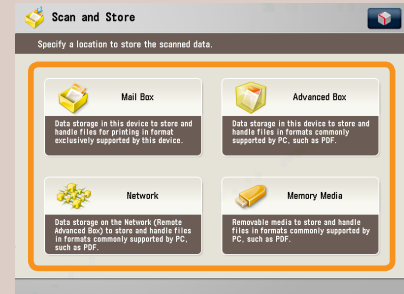 Scan and Store
Specify a location to store the scanned data.
Mail Box
Data storage in this device to store and
handle files for printing in format
exclusively supported by this device.
Advanced Box
Data storage in this device to store and
handle files in formats commonly
supported by PC, such as PDF.
Network
Data storage on the Network (Remote
Advanced Box) to store and handle files
in formats commonly supported by PC,
such as PDF.
Memory Media
Removable media to store and handle
files in formats commonly supported by
PC, such as PDF.